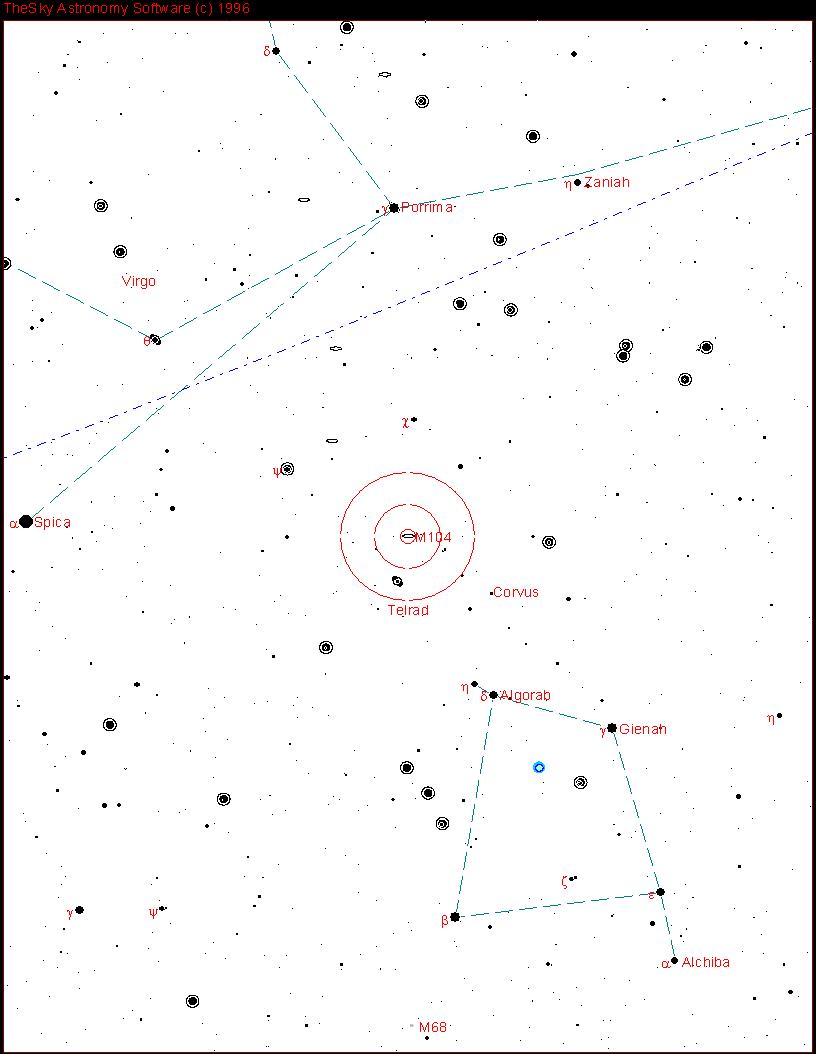 TheSky Astronomy Software (c) 1996
δ
η Zaniah
γ Porrima
Virgo
θ
χ
ψ
α Spica
M104
Corvus
Telrad
η
δ Algorab
η
γ Gienah
ζ
ε
γ
ψ
β
α Alchiba
M68